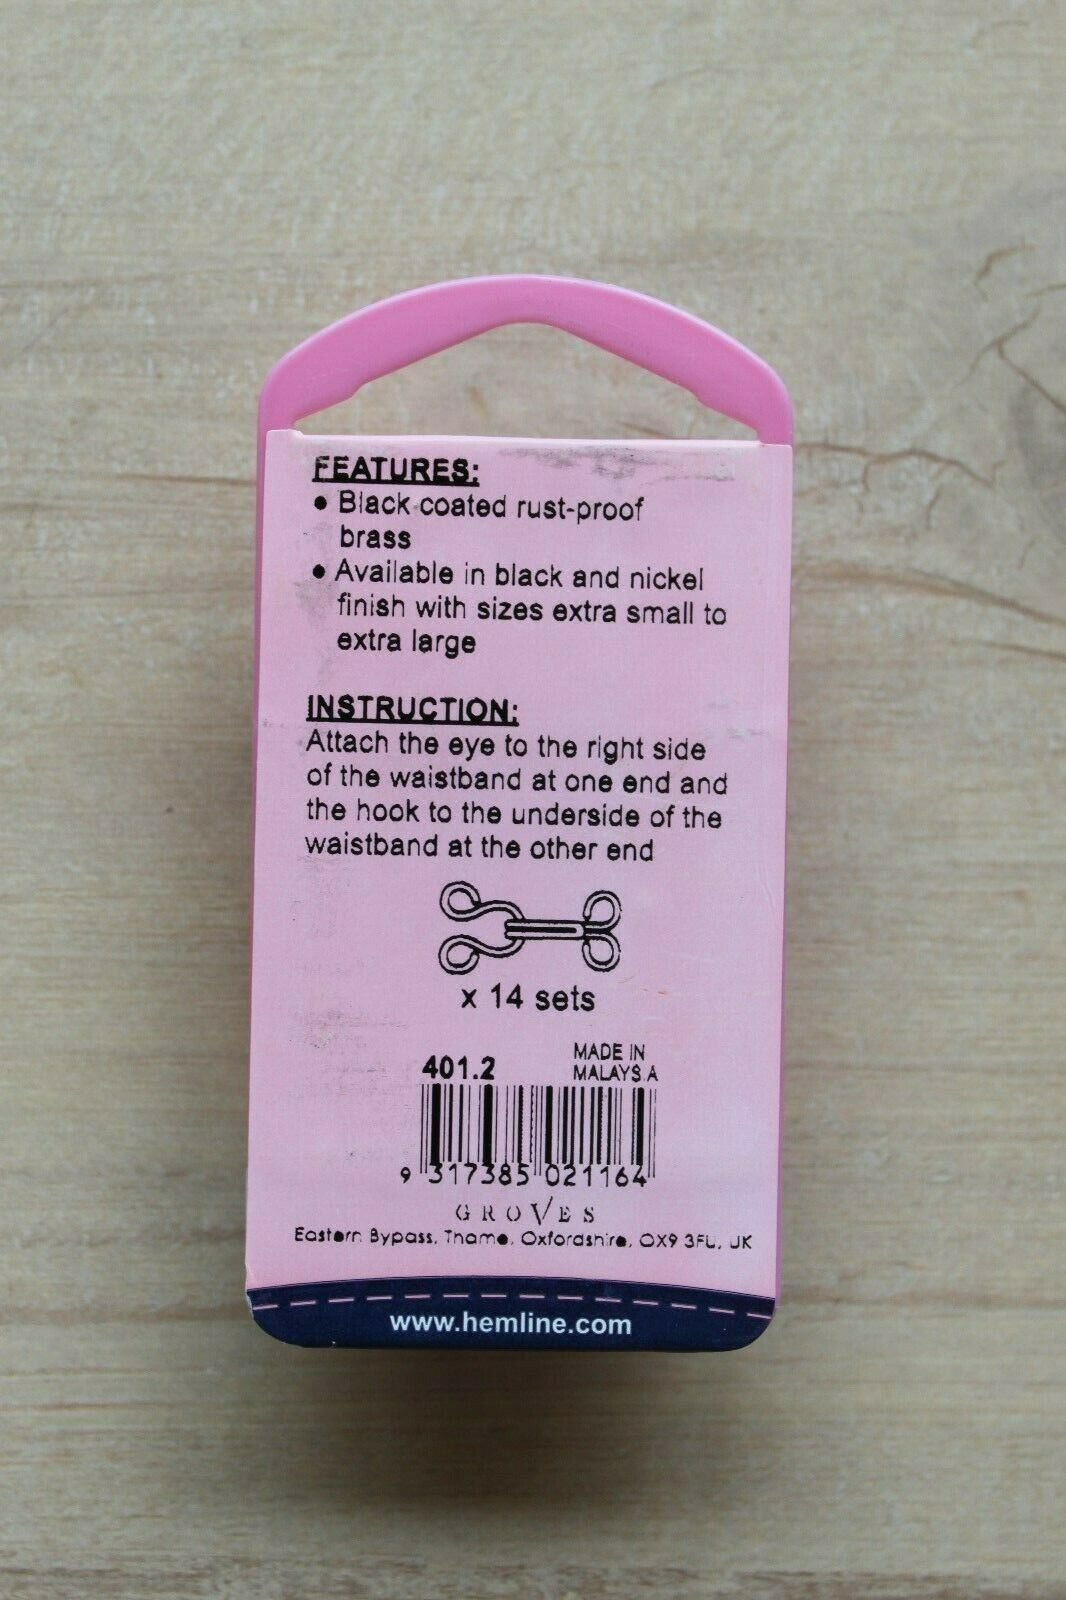 FEATURES:
• Black coated rust-proof
brass
• Available in black and nickel
finish with sizes extra small to
extra large
INSTRUCTION:
Attach the eye to the right side
of the waistband at one end and
the hook to the underside of the
waistband at the other end
x 14 sets
401.2
MADE IN
MALAYSIA
9 317385 021164
GROVES
Eastern Bypass, Thame, Oxfordshire, OX9 3FU, UK
www.hemline.com